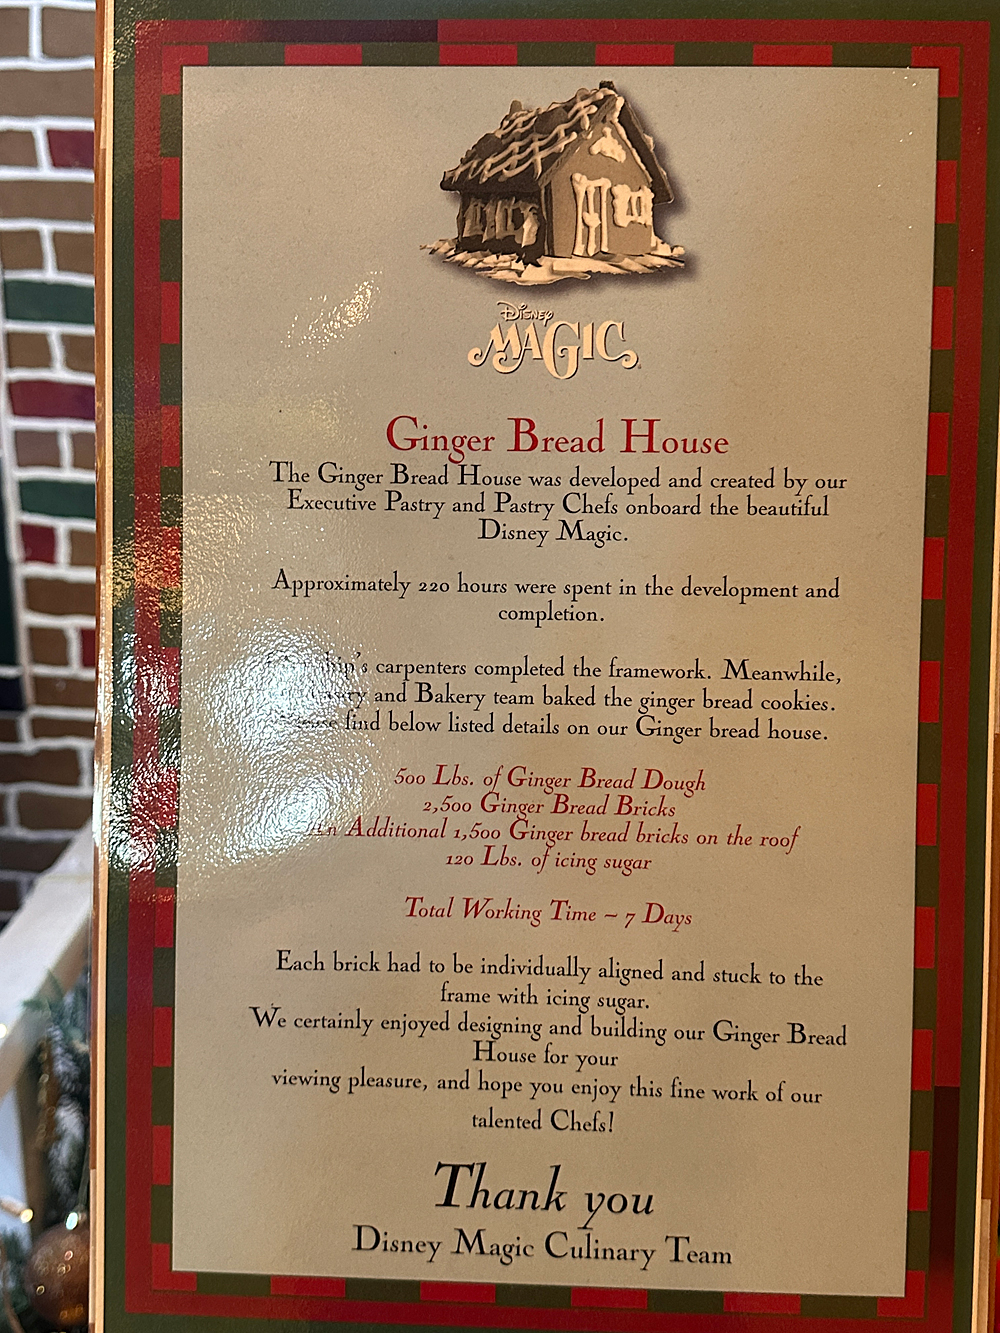 Disney
MAGIC
Ginger Bread House
The Ginger Bread House was developed and created by our
Executive Pastry and Pastry Chefs onboard the beautiful
Disney Magic.
Approximately 220 hours were spent in the development and
completion.
carpenters completed the framework. Meanwhile,
and Bakery team baked the ginger bread cookies.
find below listed details on our Ginger bread house.
500 Lbs. of Ginger Bread Dough
2,500 Ginger Bread Bricks
An Additional 1,500 Ginger bread bricks on the roof
120 Lbs. of icing sugar
Total Working Time ~ 7 Days
Each brick had to be individually aligned and stuck to the
frame with icing sugar.
We certainly enjoyed designing and building our Ginger Bread
House for your
viewing pleasure, and hope you enjoy this fine work of our
talented Chefs!
Thank you
Disney Magic Culinary Team